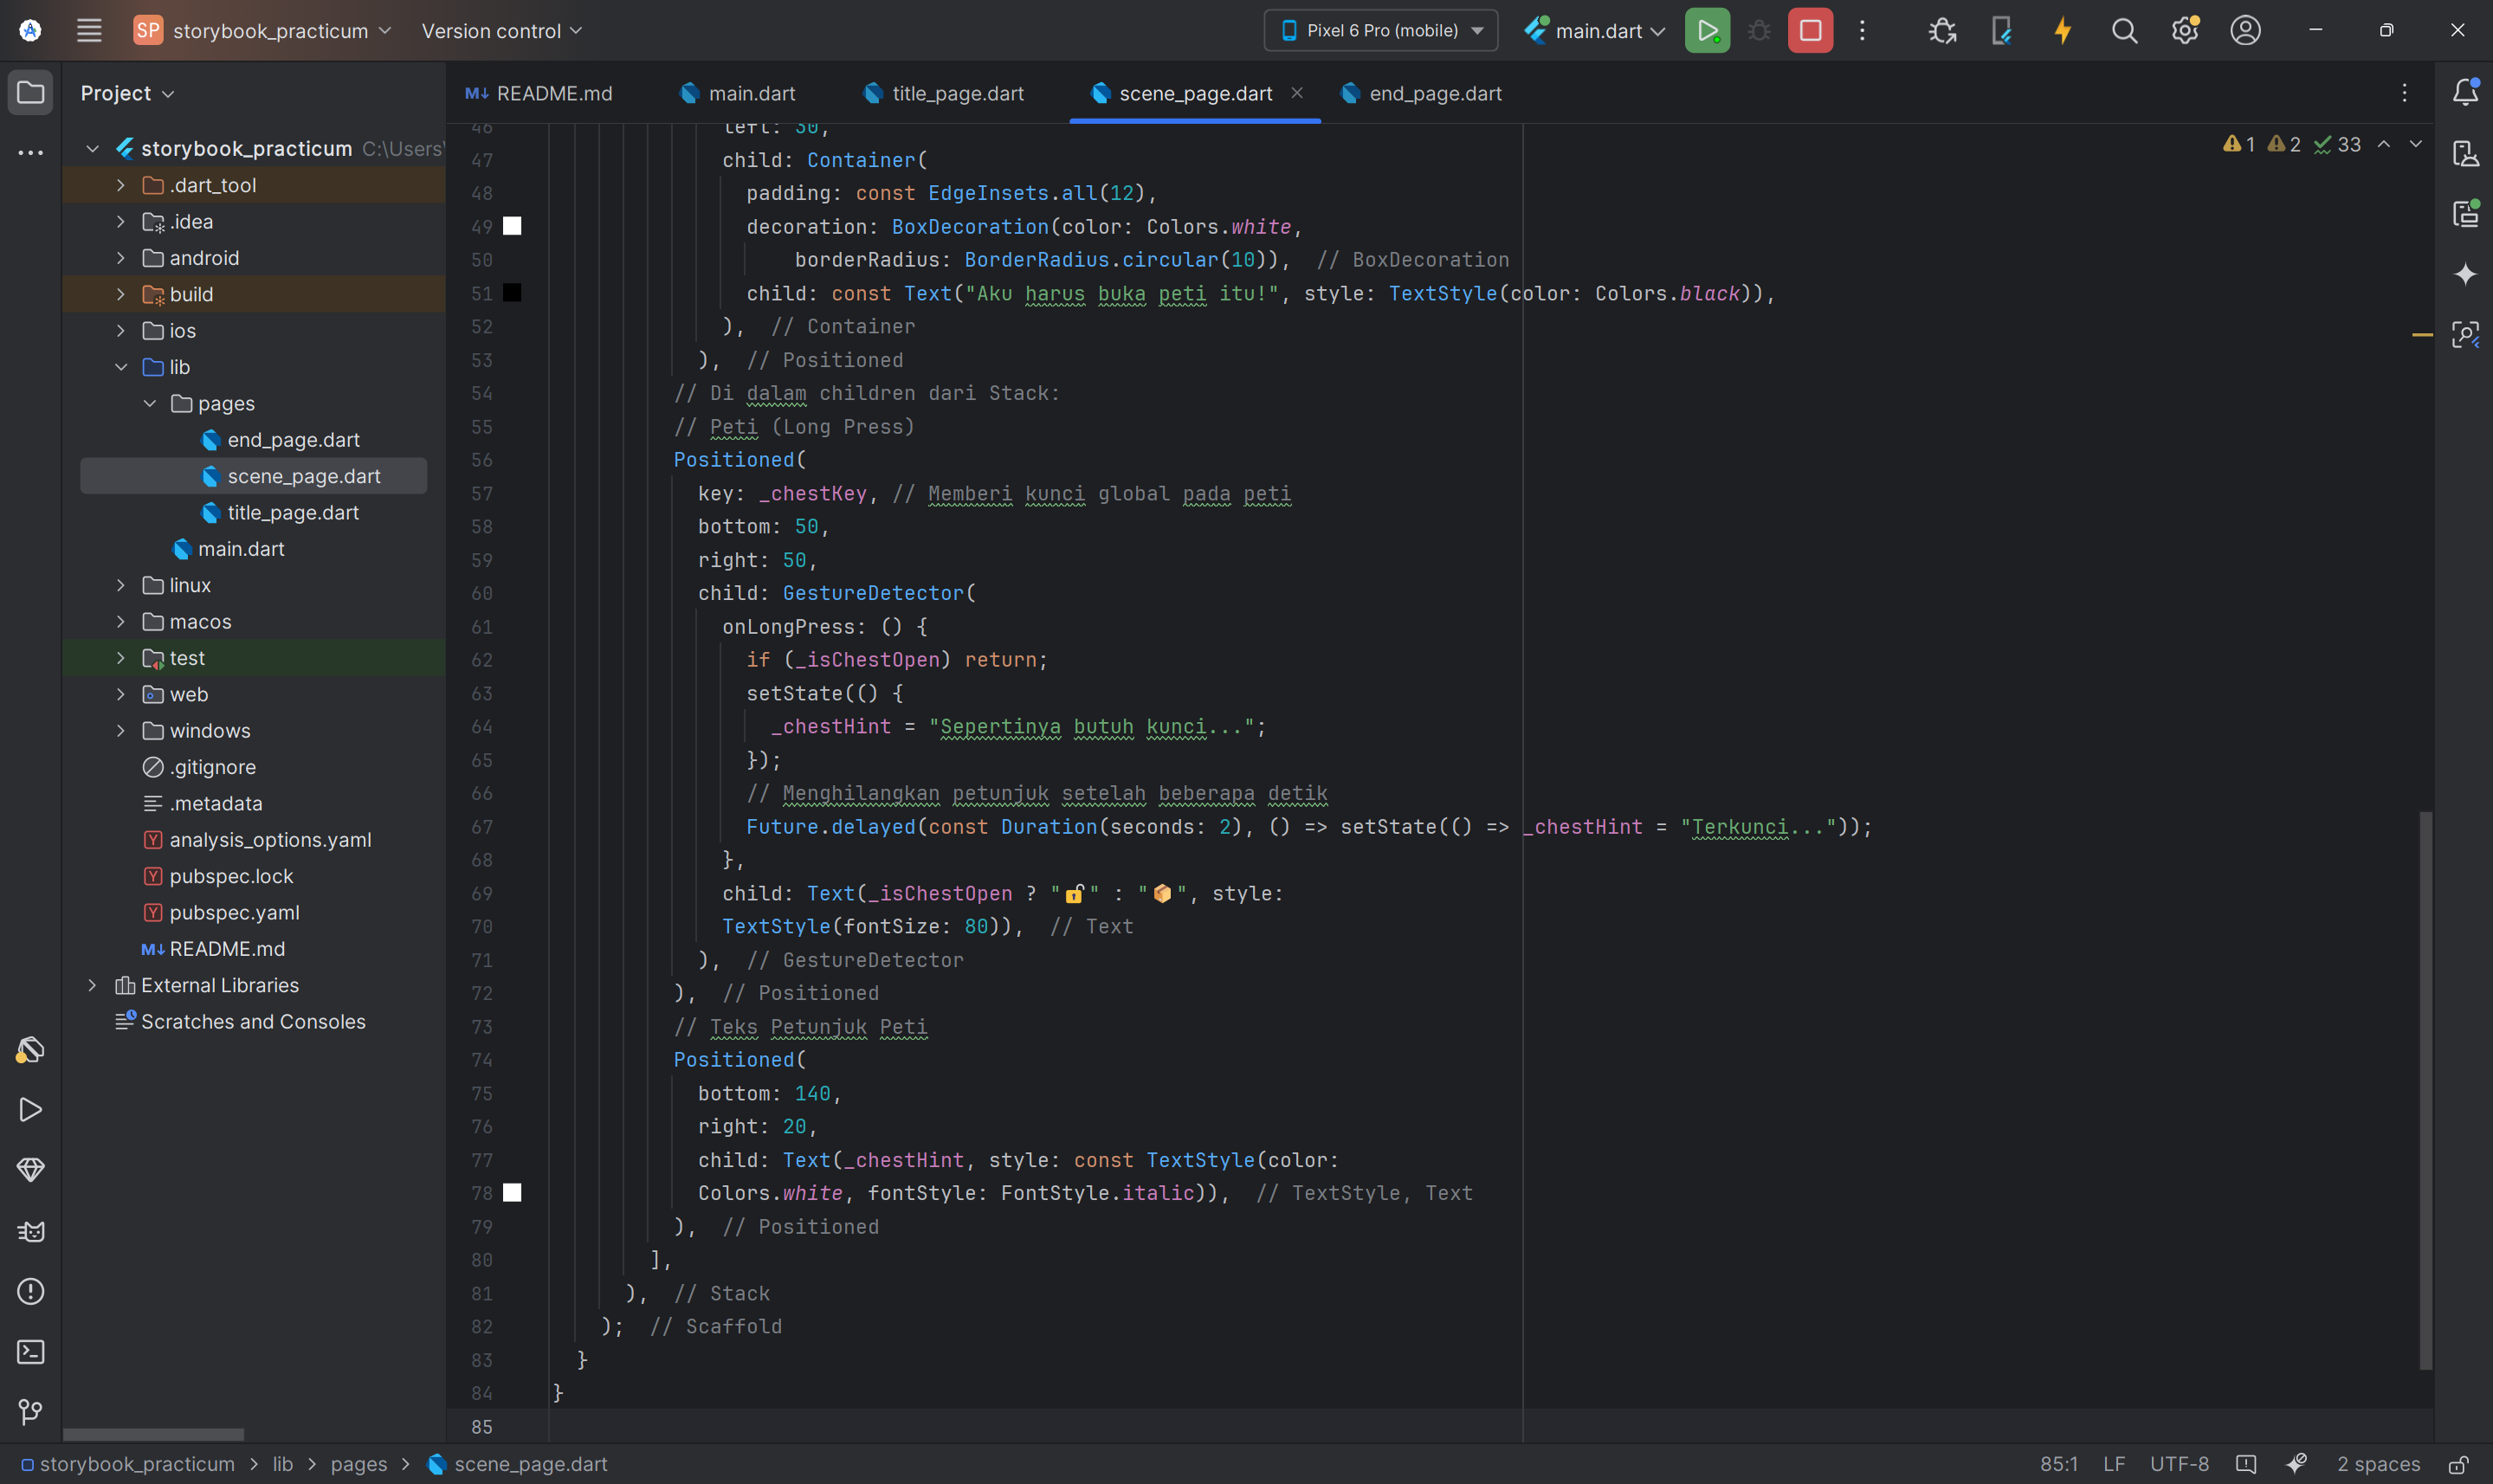 SP storybook_practicum Version control Pixel 6 Pro (mobile) main.dart
Project
README.md main.dart title_page.dart scene_page.dart end_page.dart
storybook_practicum C:\Users\
.dart_tool
.idea
android
build
ios
lib
pages
end_page.dart
scene_page.dart
title_page.dart
main.dart
linux
macos
test
web
windows
.gitignore
.metadata
analysis_options.yaml
pubspec.lock
pubspec.yaml
README.md
External Libraries
Scratches and Consoles
1 2 33
46 left: 30,
47 child: Container(
48 padding: const EdgeInsets.all(12),
49 decoration: BoxDecoration(color: Colors.white,
50 borderRadius: BorderRadius.circular(10)), // BoxDecoration
51 child: const Text("Aku harus buka peti itu!", style: TextStyle(color: Colors.black)),
52 ), // Container
53 ), // Positioned
54 // Di dalam children dari Stack:
55 // Peti (Long Press)
56 Positioned(
57 key: _chestKey, // Memberi kunci global pada peti
58 bottom: 50,
59 right: 50,
60 child: GestureDetector(
61 onLongPress: () {
62 if (_isChestOpen) return;
63 setState(() {
64 _chestHint = "Sepertinya butuh kunci...";
65 });
66 // Menghilangkan petunjuk setelah beberapa detik
67 Future.delayed(const Duration(seconds: 2), () => setState(() => _chestHint = "Terkunci..."));
68 },
69 child: Text(_isChestOpen ? "🔓" : "📦", style:
70 TextStyle(fontSize: 80)), // Text
71 ), // GestureDetector
72 ), // Positioned
73 // Teks Petunjuk Peti
74 Positioned(
75 bottom: 140,
76 right: 20,
77 child: Text(_chestHint, style: const TextStyle(color:
78 Colors.white, fontStyle: FontStyle.italic)), // TextStyle, Text
79 ), // Positioned
80 ],
81 ), // Stack
82 ); // Scaffold
83 }
84 }
85
storybook_practicum > lib > pages > scene_page.dart 85:1 LF UTF-8 2 spaces